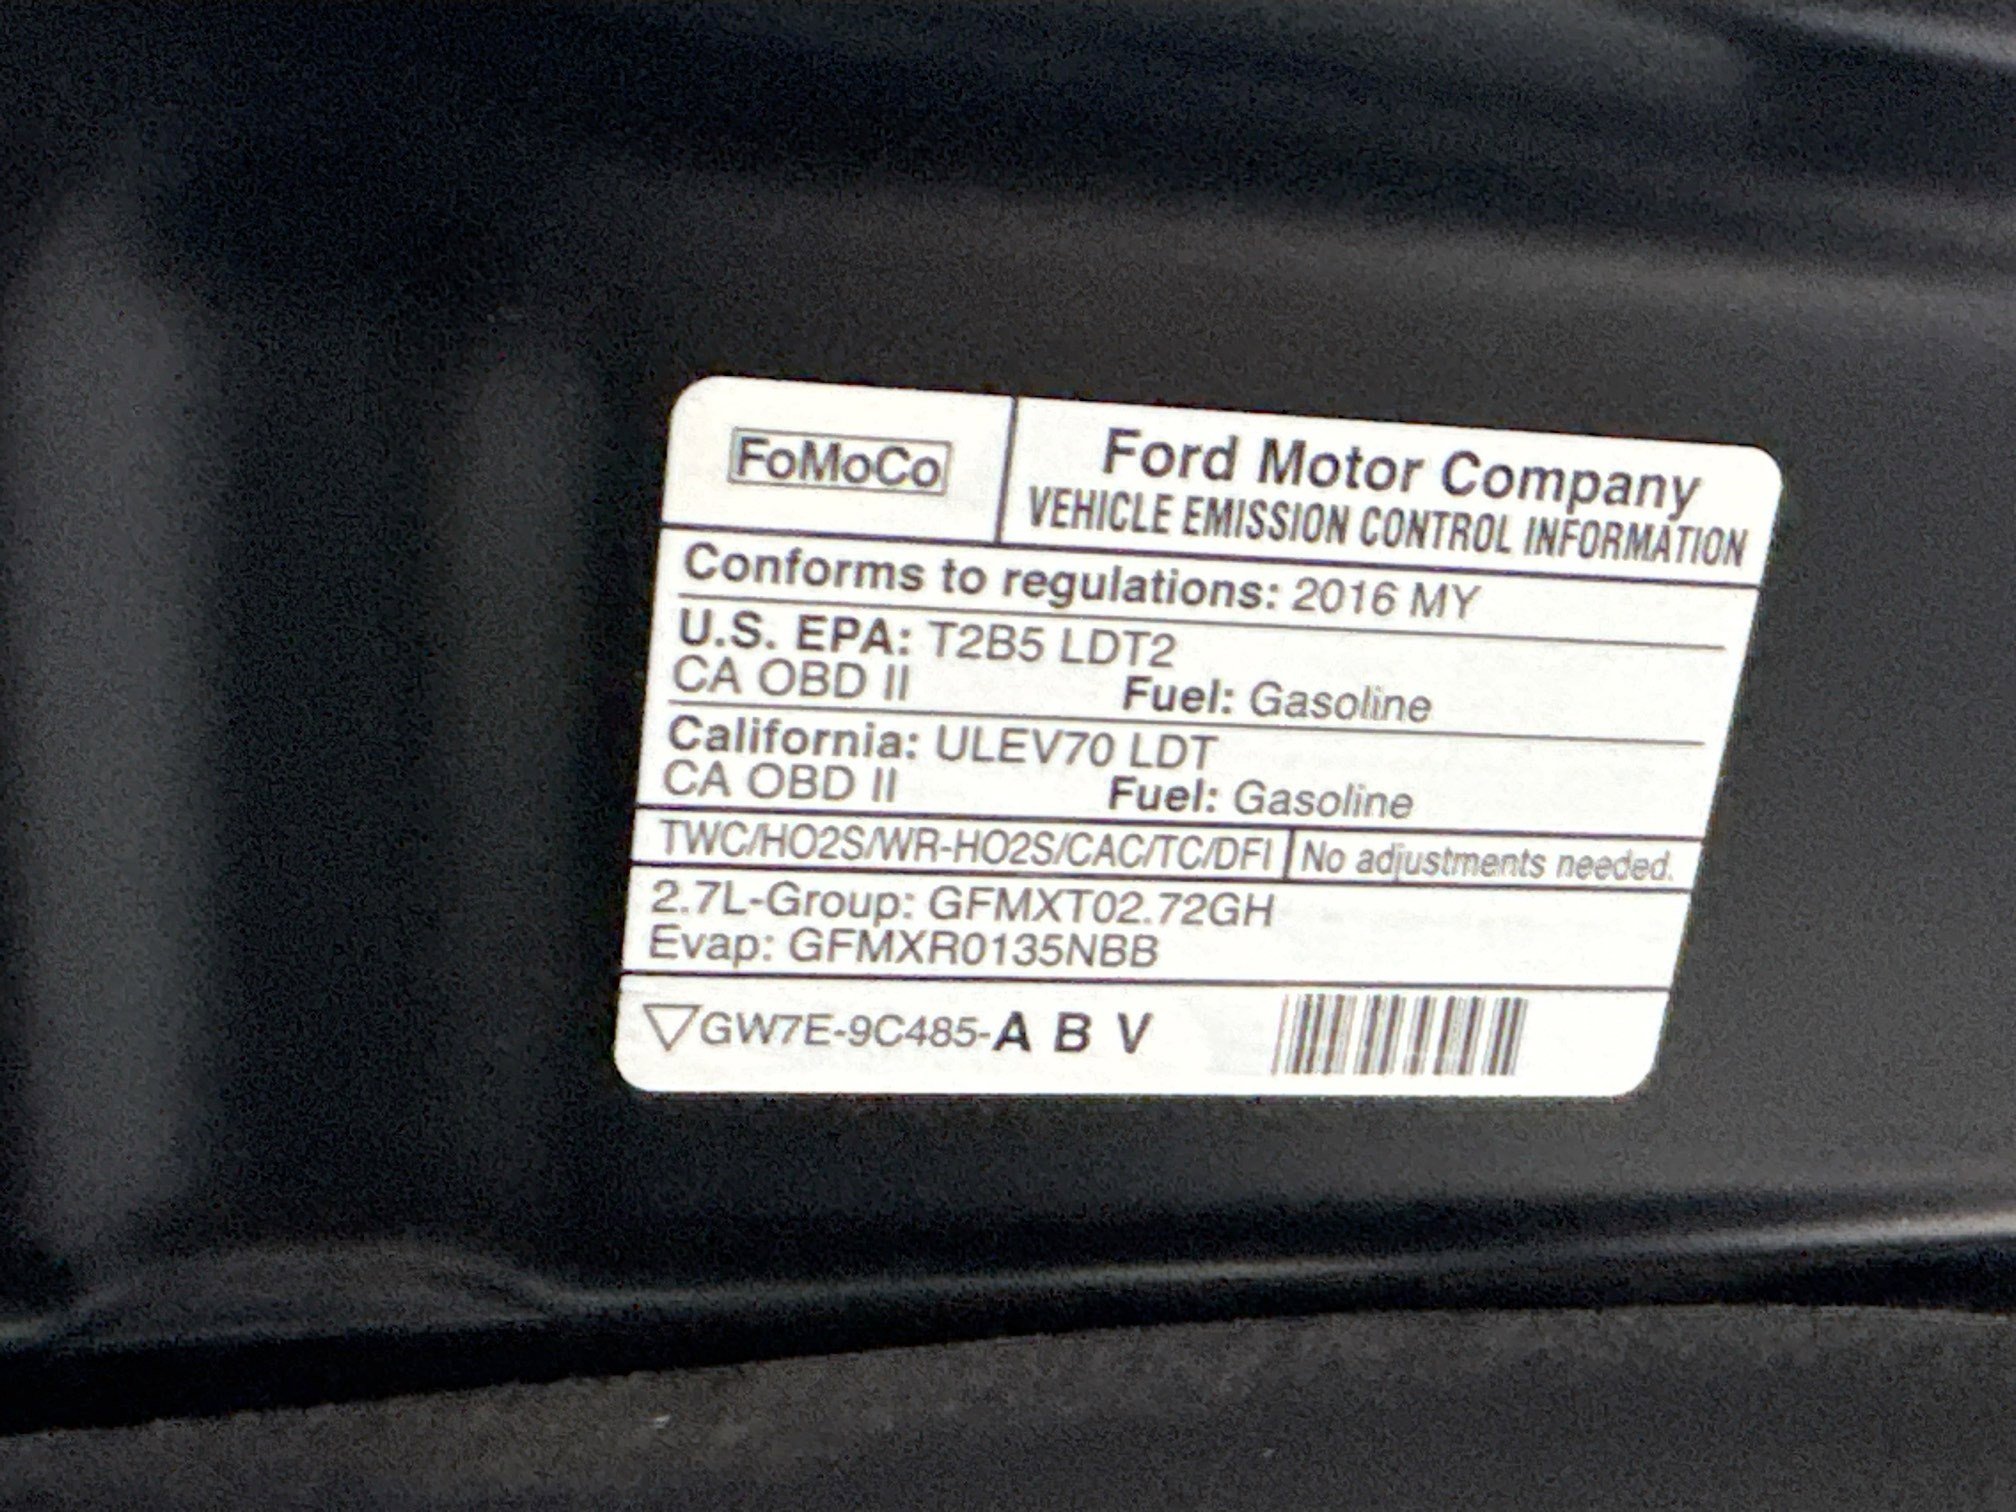 FoMoCo
Ford Motor Company
VEHICLE EMISSION CONTROL INFORMATION
Conforms to regulations: 2016 MY
U.S. EPA: T2B5 LDT2
CA OBD II Fuel: Gasoline
California: ULEV70 LDT
CA OBD II Fuel: Gasoline
TWC/HO2S/WR-HO2S/CAC/TC/DFI No adjustments needed.
2.7L-Group: GFMXT02.72GH
Evap: GFMXR0135NBB
GW7E-9C485-A B V